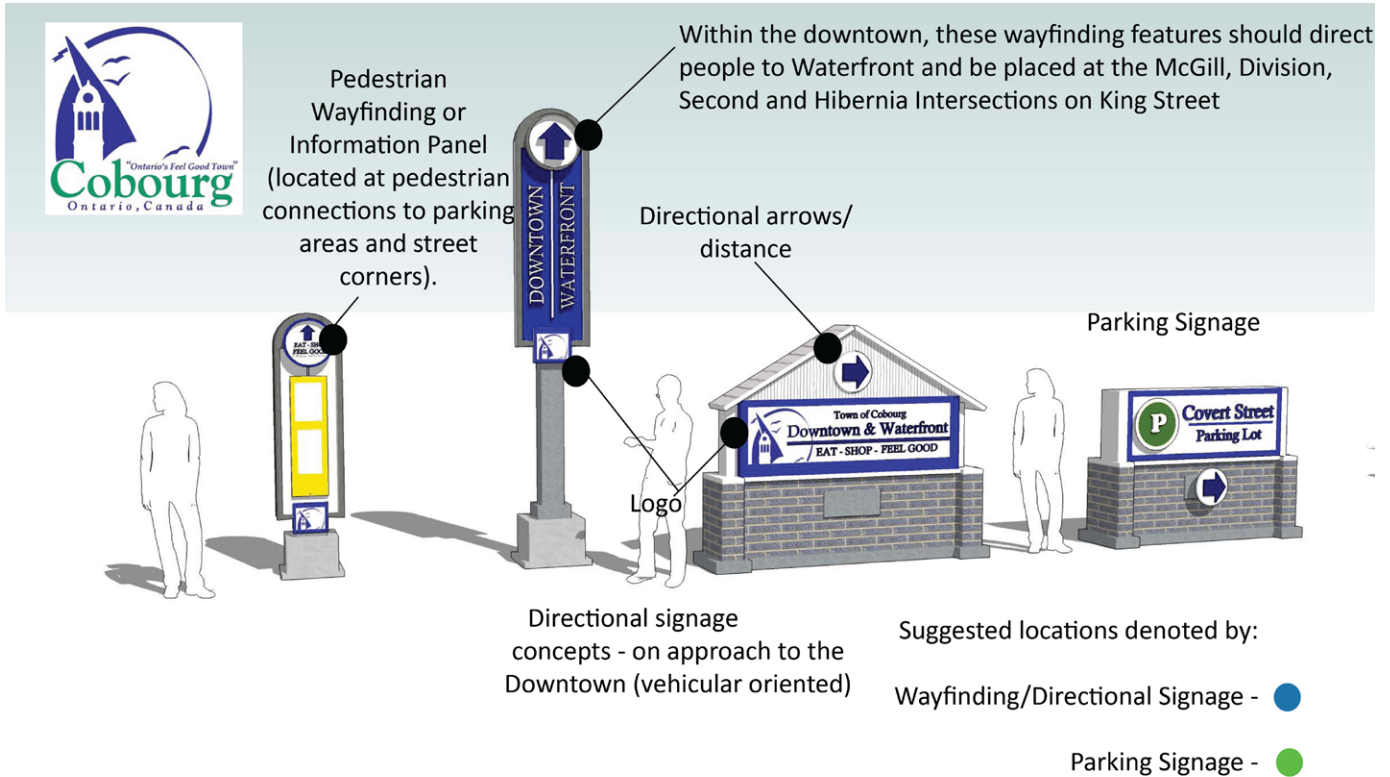 "Ontario's Feel Good Town"
Cobourg
Ontario, Canada
Pedestrian
Wayfinding or
Information Panel
(located at pedestrian
connections to parking
areas and street
corners).
Within the downtown, these wayfinding features should direct
people to Waterfront and be placed at the McGill, Division,
Second and Hibernia Intersections on King Street
Directional arrows/
distance
Parking Signage
EAT - SHOP
FEEL GOOD
DOWNTOWN
WATERFRONT
Logo
Town of Cobourg
Downtown & Waterfront
EAT - SHOP - FEEL GOOD
P
Covert Street
Parking Lot
Directional signage
concepts - on approach to the
Downtown (vehicular oriented)
Suggested locations denoted by:
Wayfinding/Directional Signage -
Parking Signage -